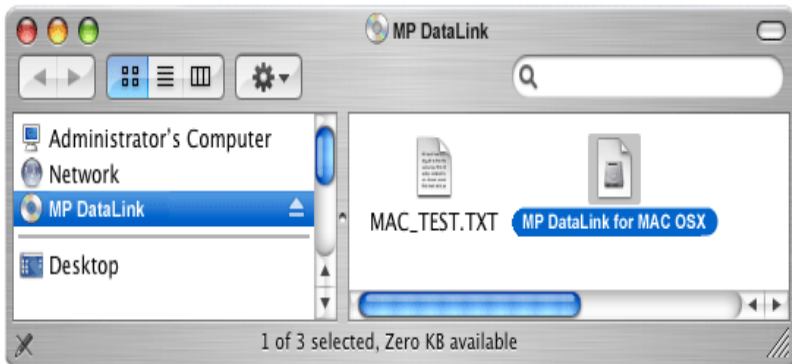 MP DataLink
Administrator's Computer
Network
MP DataLink
Desktop
MAC_TEST.TXT
MP DataLink for MAC OSX
1 of 3 selected, Zero KB available